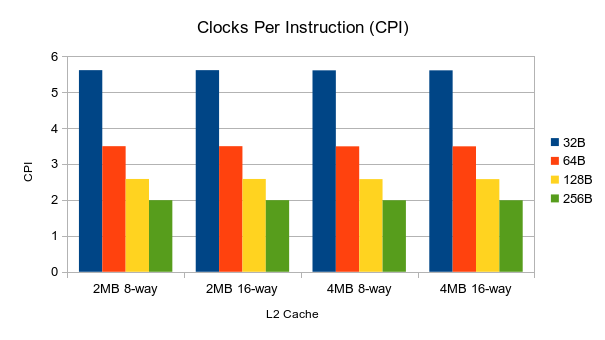 Clocks Per Instruction (CPI)
6
5
4
3
2
1
0
CPI
2MB 8-way
2MB 16-way
4MB 8-way
4MB 16-way
L2 Cache
32B
64B
128B
256B